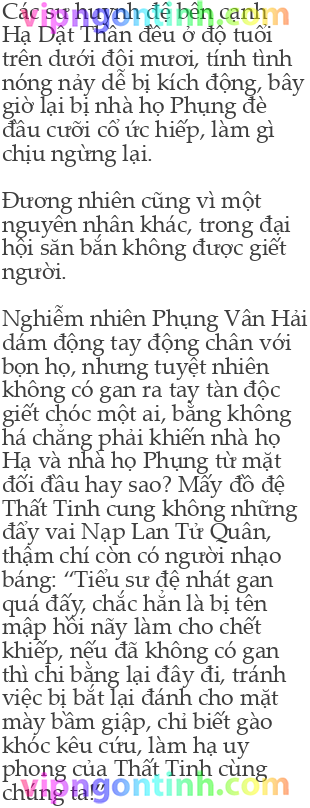 Các sư huynh đệ bên cạnh
vipngontinh.com
Hạ Dật Thần đều ở độ tuổi
trên dưới đôi mươi, tính tình
nóng nảy dễ bị kích động, bây
giờ lại bị nhà họ Phụng đè
đầu cưỡi cổ ức hiếp, làm gì
chịu ngừng lại.
Đương nhiên cũng vì một
nguyên nhân khác, trong đại
hội săn bắn không được giết
người.
Nghiễm nhiên Phụng Vân Hải
dám động tay động chân với
bọn họ, nhưng tuyệt nhiên
không có gan ra tay tàn độc
giết chóc một ai, bằng không
há chẳng phải khiến nhà họ
Hạ và nhà họ Phụng từ mặt
đối đầu hay sao? Mấy đồ đệ
Thất Tinh cung không những
đẩy vai Nạp Lan Tử Quân,
thậm chí còn có người nhạo
báng: “Tiểu sư đệ nhát gan
quá đấy, chắc hẳn là bị tên
mập hồi nãy làm cho chết
khiếp, nếu đã không có gan
thì chi bằng lại đây đi, tránh
việc bị bắt lại đánh cho mặt
mày bầm giập, chỉ biết gào
khóc kêu cứu, làm hạ uy
phong của Thất Tinh cùng
chúng ta!”
vipngontinh.com